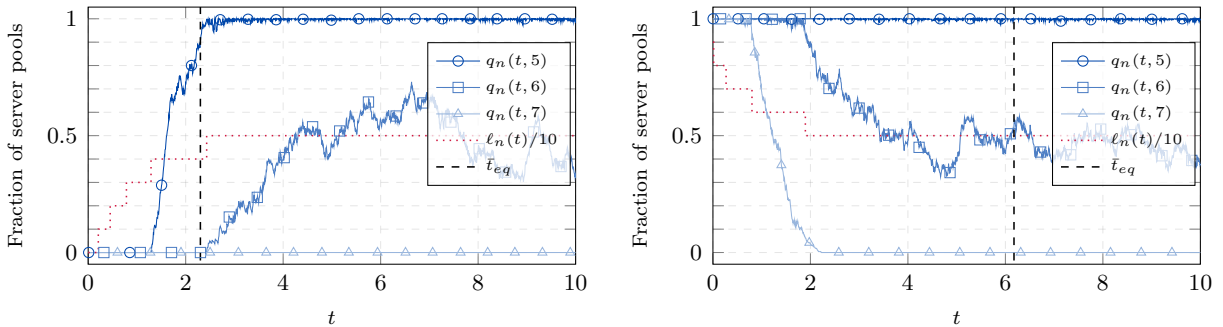 Fraction of server pools
1
0.5
0
q_n(t, 5)
q_n(t, 6)
q_n(t, 7)
ℓ_n(t)/10
t̄_eq
0 2 4 6 8 10
t
Fraction of server pools
1
0.5
0
q_n(t, 5)
q_n(t, 6)
q_n(t, 7)
ℓ_n(t)/10
t̄_eq
0 2 4 6 8 10
t